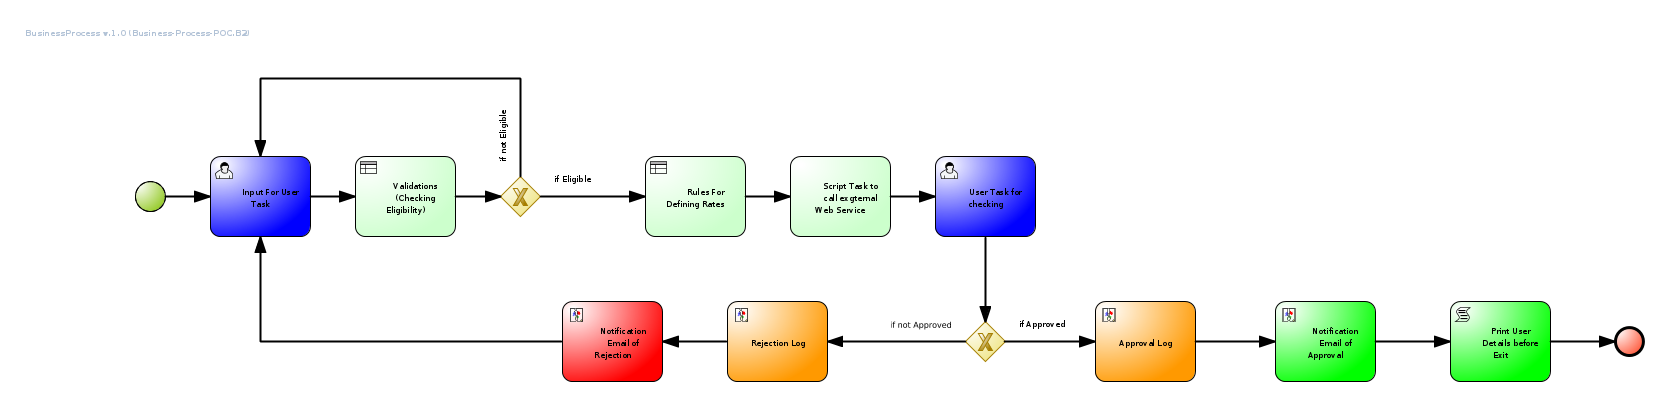 BusinessProcess v.1.0 (Business-Process-POC.B2)
if not Eligible
Input For User
Task
Validations
(Checking
Eligibility)
if Eligible
Rules For
Defining Rates
Script Task to
call exgternal
Web Service
User Task for
checking
Notification
Email of
Rejection
Rejection Log
if not Approved
if Approved
Approval Log
Notification
Email of
Approval
Print User
Details before
Exit